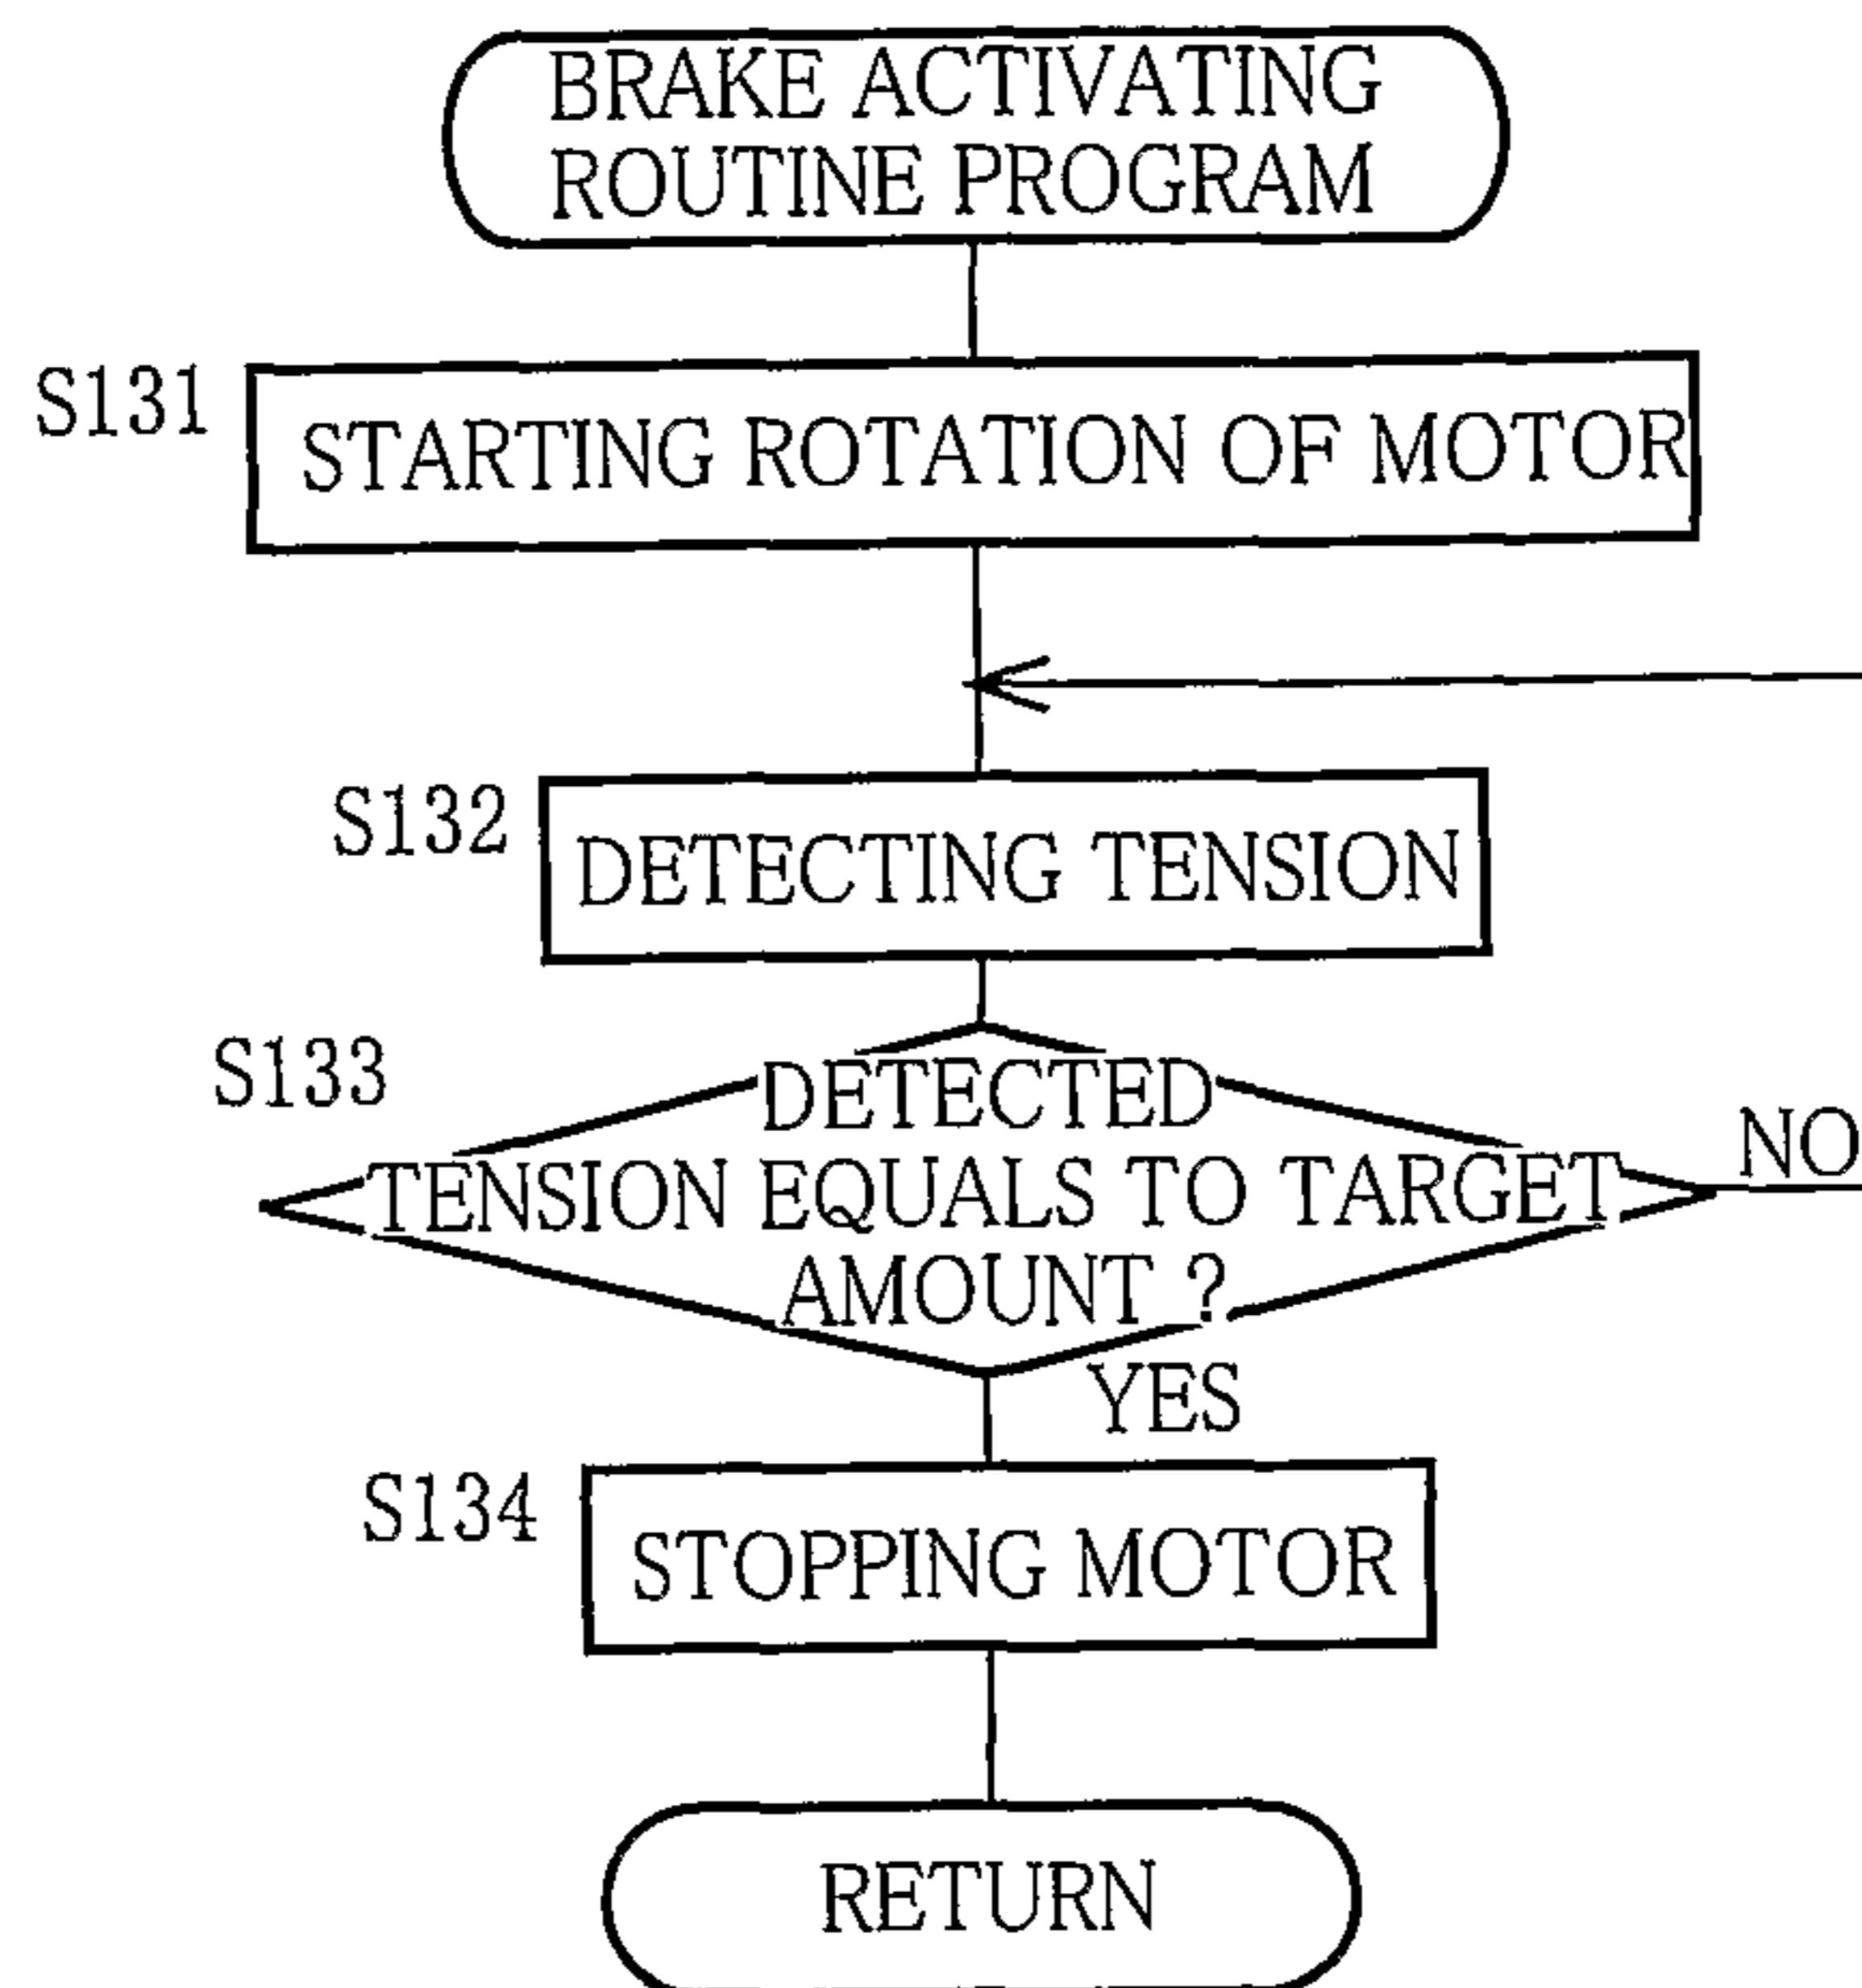 BRAKE ACTIVATING
ROUTINE PROGRAM
S131
STARTING ROTATION OF MOTOR
S132
DETECTING TENSION
S133
DETECTED
TENSION EQUALS TO TARGET
AMOUNT ?
NO
YES
S134
STOPPING MOTOR
RETURN